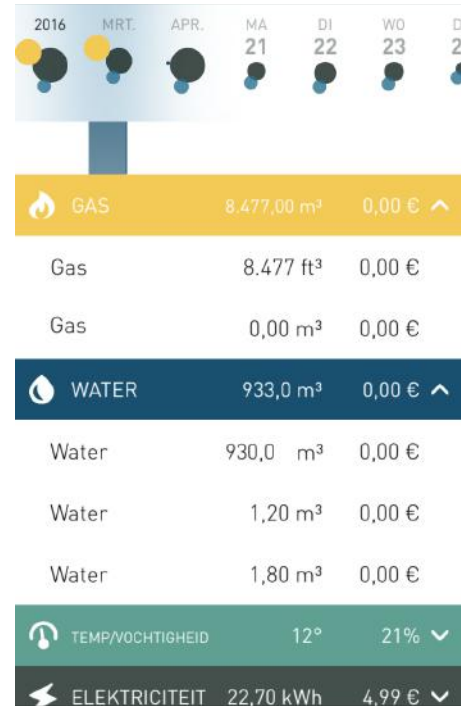 2016 MRT. APR. MA DI WO D
21 22 23 2
GAS 8.477,00 m³ 0,00 €
Gas 8.477 ft³ 0,00 €
Gas 0,00 m³ 0,00 €
WATER 933,0 m³ 0,00 €
Water 930,0 m³ 0,00 €
Water 1,20 m³ 0,00 €
Water 1,80 m³ 0,00 €
TEMP/VOCHTIGHEID 12° 21%
ELEKTRICITEIT 22,70 kWh 4,99 €